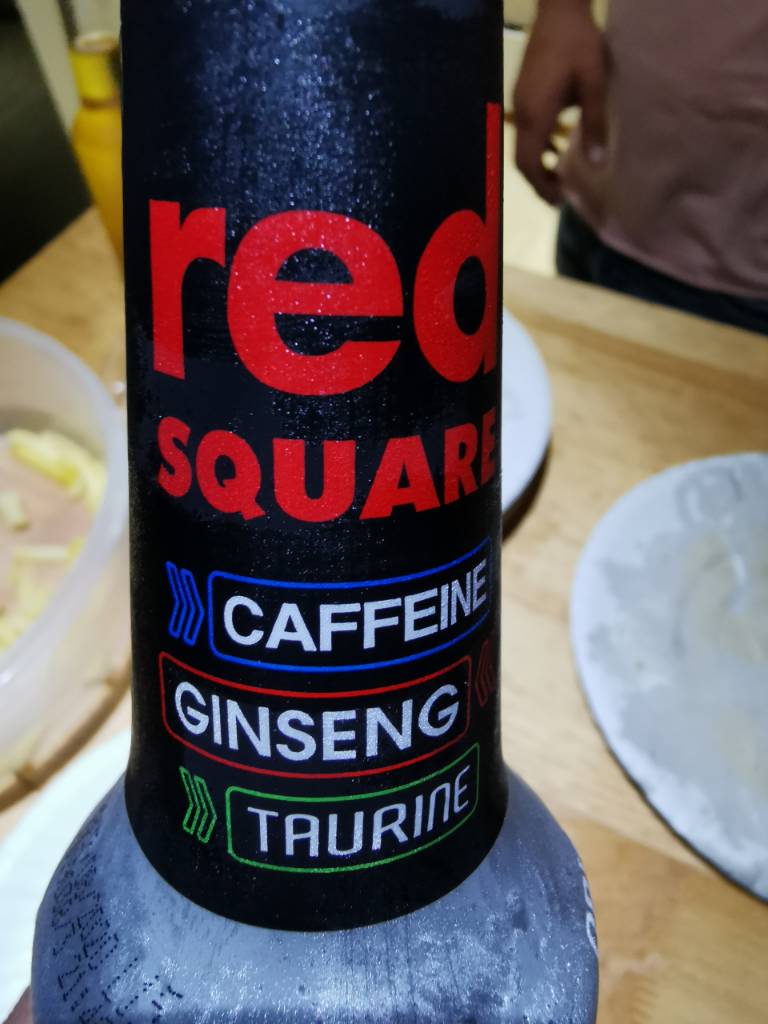 red
SQUARE
CAFFEINE
GINSENG
TAURINE